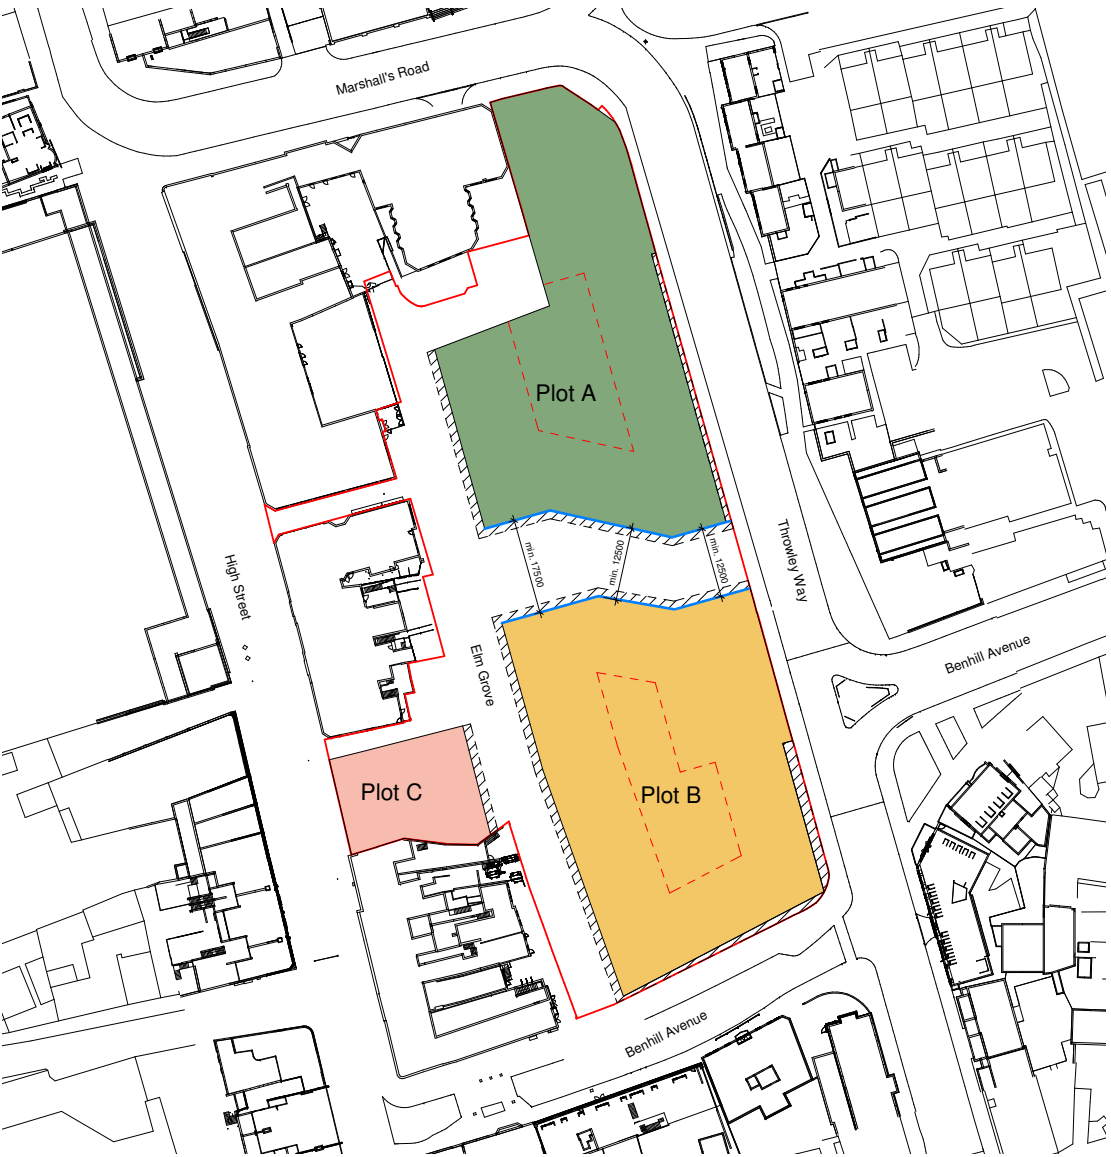 Marshall's Road
Plot A
min. 17500
min. 12500
min. 12500
Throwley Way
High Street
Elm Grove
Benhill Avenue
Plot C
Plot B
Benhill Avenue